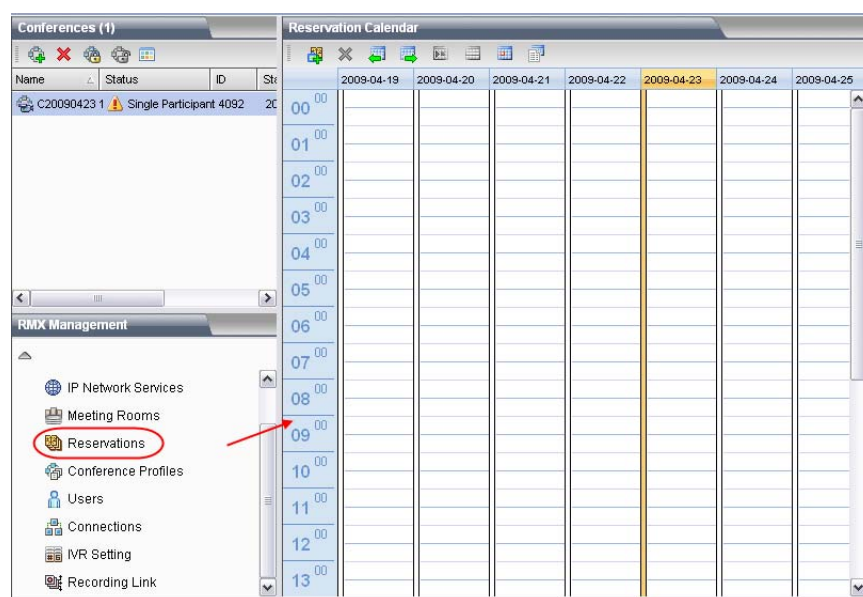 Conferences (1)
Name Status ID Sta
C20090423 1 Single Participant 4092 20
RMX Management
IP Network Services
Meeting Rooms
Reservations
Conference Profiles
Users
Connections
IVR Setting
Recording Link
Reservation Calendar
2009-04-19 2009-04-20 2009-04-21 2009-04-22 2009-04-23 2009-04-24 2009-04-25
00 00
01 00
02 00
03 00
04 00
05 00
06 00
07 00
08 00
09 00
10 00
11 00
12 00
13 00